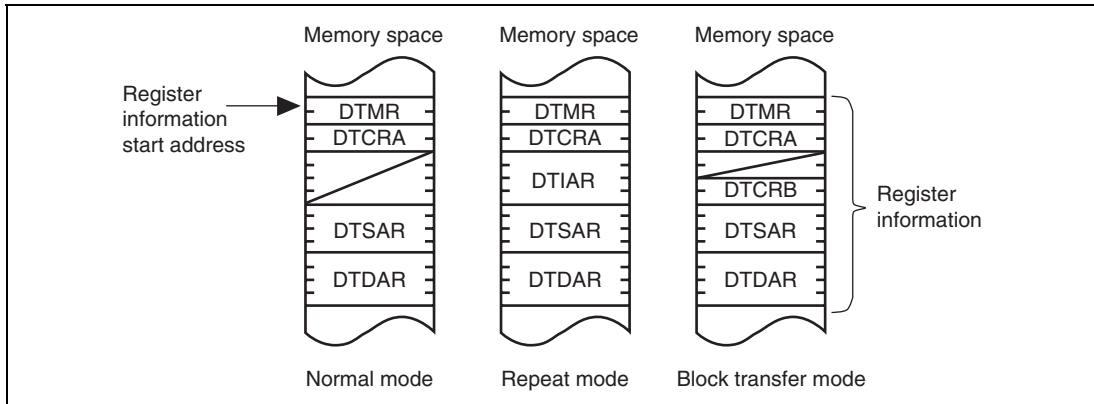 Memory space Memory space Memory space
Register
information
start address
DTMR DTMR DTMR
DTCRA DTCRA DTCRA
DTIAR
DTCRB
DTSAR DTSAR DTSAR
DTDAR DTDAR DTDAR
Register
information
Normal mode Repeat mode Block transfer mode